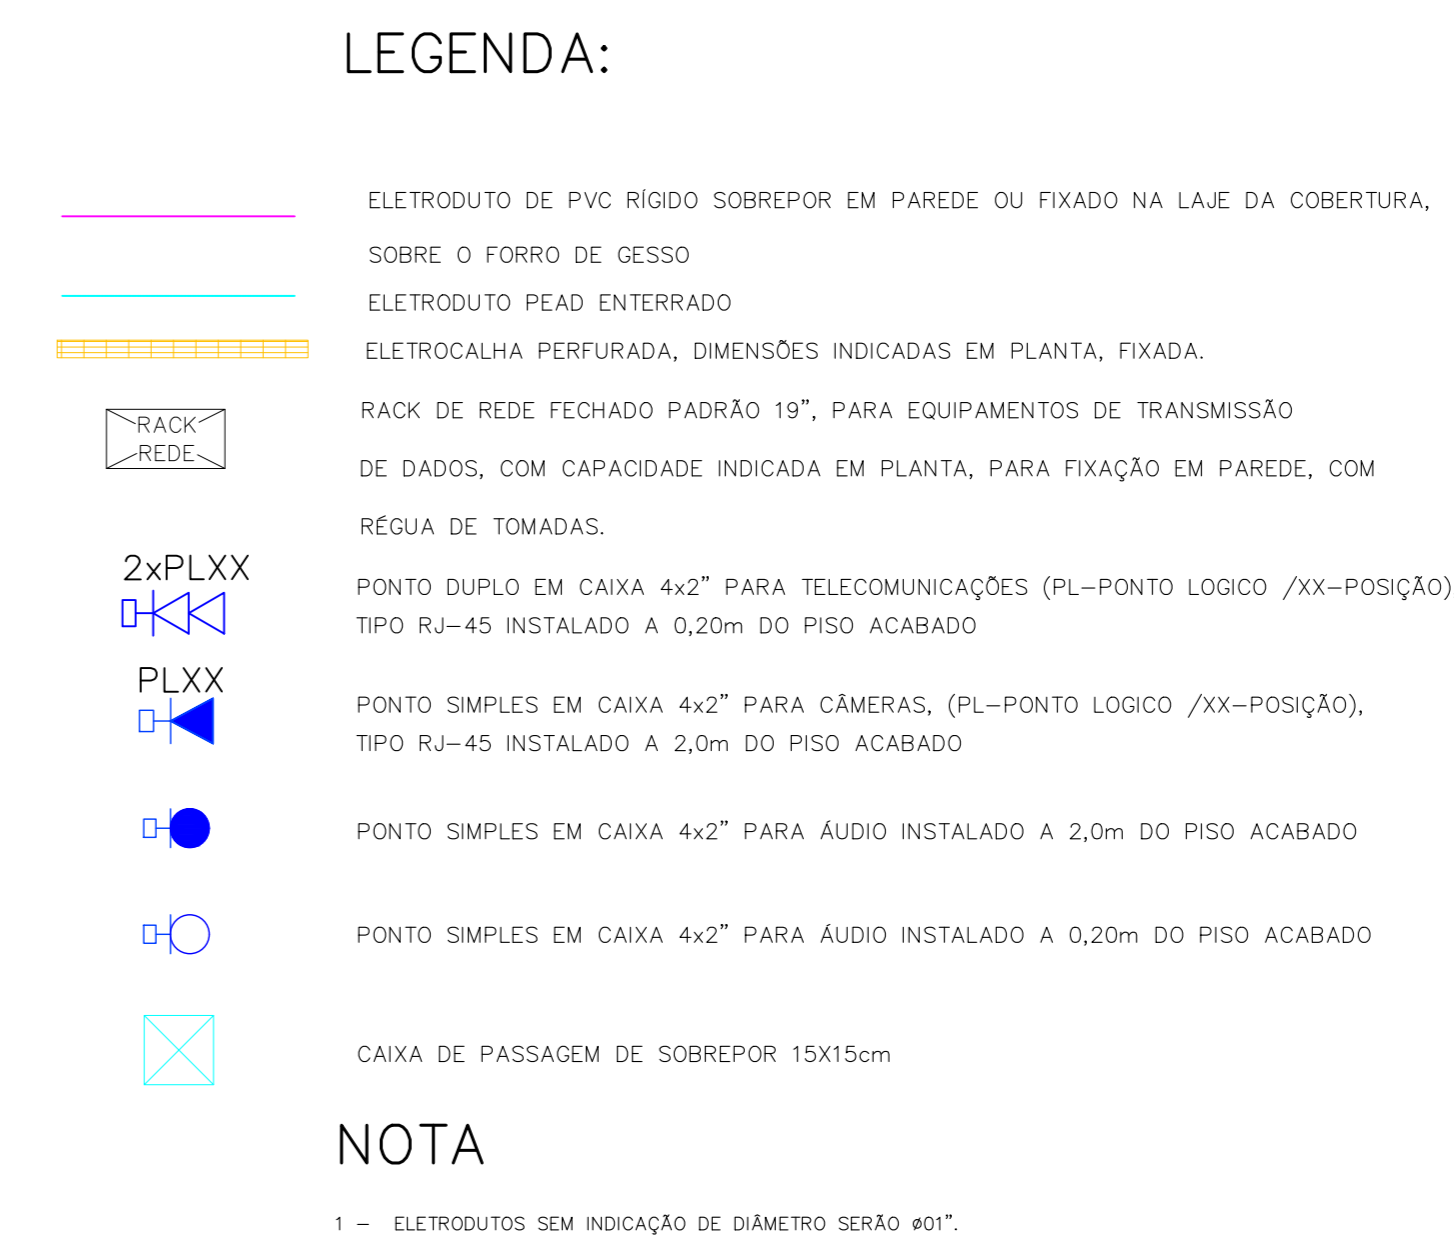 LEGENDA:
ELETRODUTO DE PVC RÍGIDO SOBREPOR EM PAREDE OU FIXADO NA LAJE DA COBERTURA,
SOBRE O FORRO DE GESSO
ELETRODUTO PEAD ENTERRADO
ELETROCALHA PERFURADA, DIMENSÕES INDICADAS EM PLANTA, FIXADA.
RACK
REDE
RACK DE REDE FECHADO PADRÃO 19”, PARA EQUIPAMENTOS DE TRANSMISSÃO
DE DADOS, COM CAPACIDADE INDICADA EM PLANTA, PARA FIXAÇÃO EM PAREDE, COM
RÉGUA DE TOMADAS.
2xPLXX
PONTO DUPLO EM CAIXA 4x2” PARA TELECOMUNICAÇÕES (PL–PONTO LOGICO /XX–POSIÇÃO)
TIPO RJ–45 INSTALADO A 0,20m DO PISO ACABADO
PLXX
PONTO SIMPLES EM CAIXA 4x2” PARA CÂMERAS, (PL–PONTO LOGICO /XX–POSIÇÃO),
TIPO RJ–45 INSTALADO A 2,0m DO PISO ACABADO
PONTO SIMPLES EM CAIXA 4x2” PARA ÁUDIO INSTALADO A 2,0m DO PISO ACABADO
PONTO SIMPLES EM CAIXA 4x2” PARA ÁUDIO INSTALADO A 0,20m DO PISO ACABADO
CAIXA DE PASSAGEM DE SOBREPOR 15X15cm
NOTA
1 – ELETRODUTOS SEM INDICAÇÃO DE DIÂMETRO SERÃO ø01”.